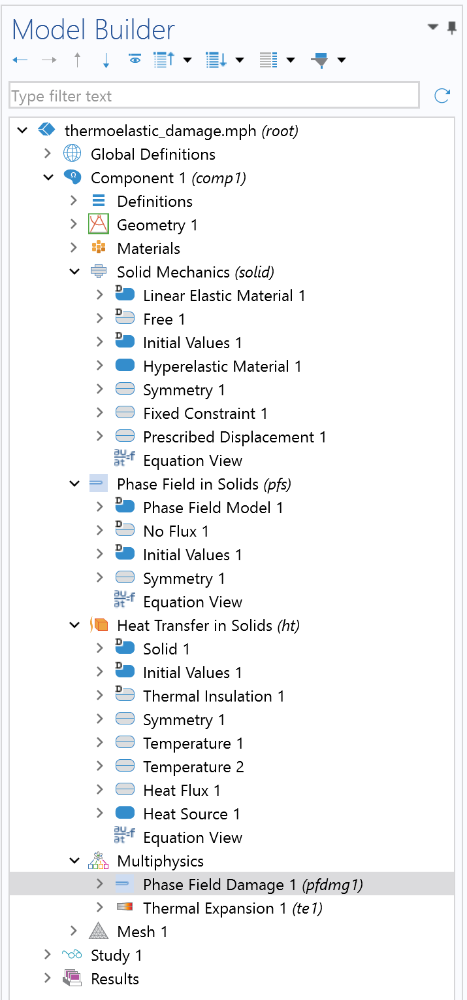 Model Builder
Type filter text
thermoelastic_damage.mph (root)
Global Definitions
Component 1 (comp1)
Definitions
Geometry 1
Materials
Solid Mechanics (solid)
D Linear Elastic Material 1
D Free 1
D Initial Values 1
Hyperelastic Material 1
Symmetry 1
Fixed Constraint 1
Prescribed Displacement 1
∂u/∂t=f Equation View
Phase Field in Solids (pfs)
D Phase Field Model 1
D No Flux 1
D Initial Values 1
Symmetry 1
∂u/∂t=f Equation View
Heat Transfer in Solids (ht)
D Solid 1
D Initial Values 1
D Thermal Insulation 1
Symmetry 1
Temperature 1
Temperature 2
Heat Flux 1
Heat Source 1
∂u/∂t=f Equation View
Multiphysics
Phase Field Damage 1 (pfdmg1)
Thermal Expansion 1 (te1)
Mesh 1
Study 1
Results